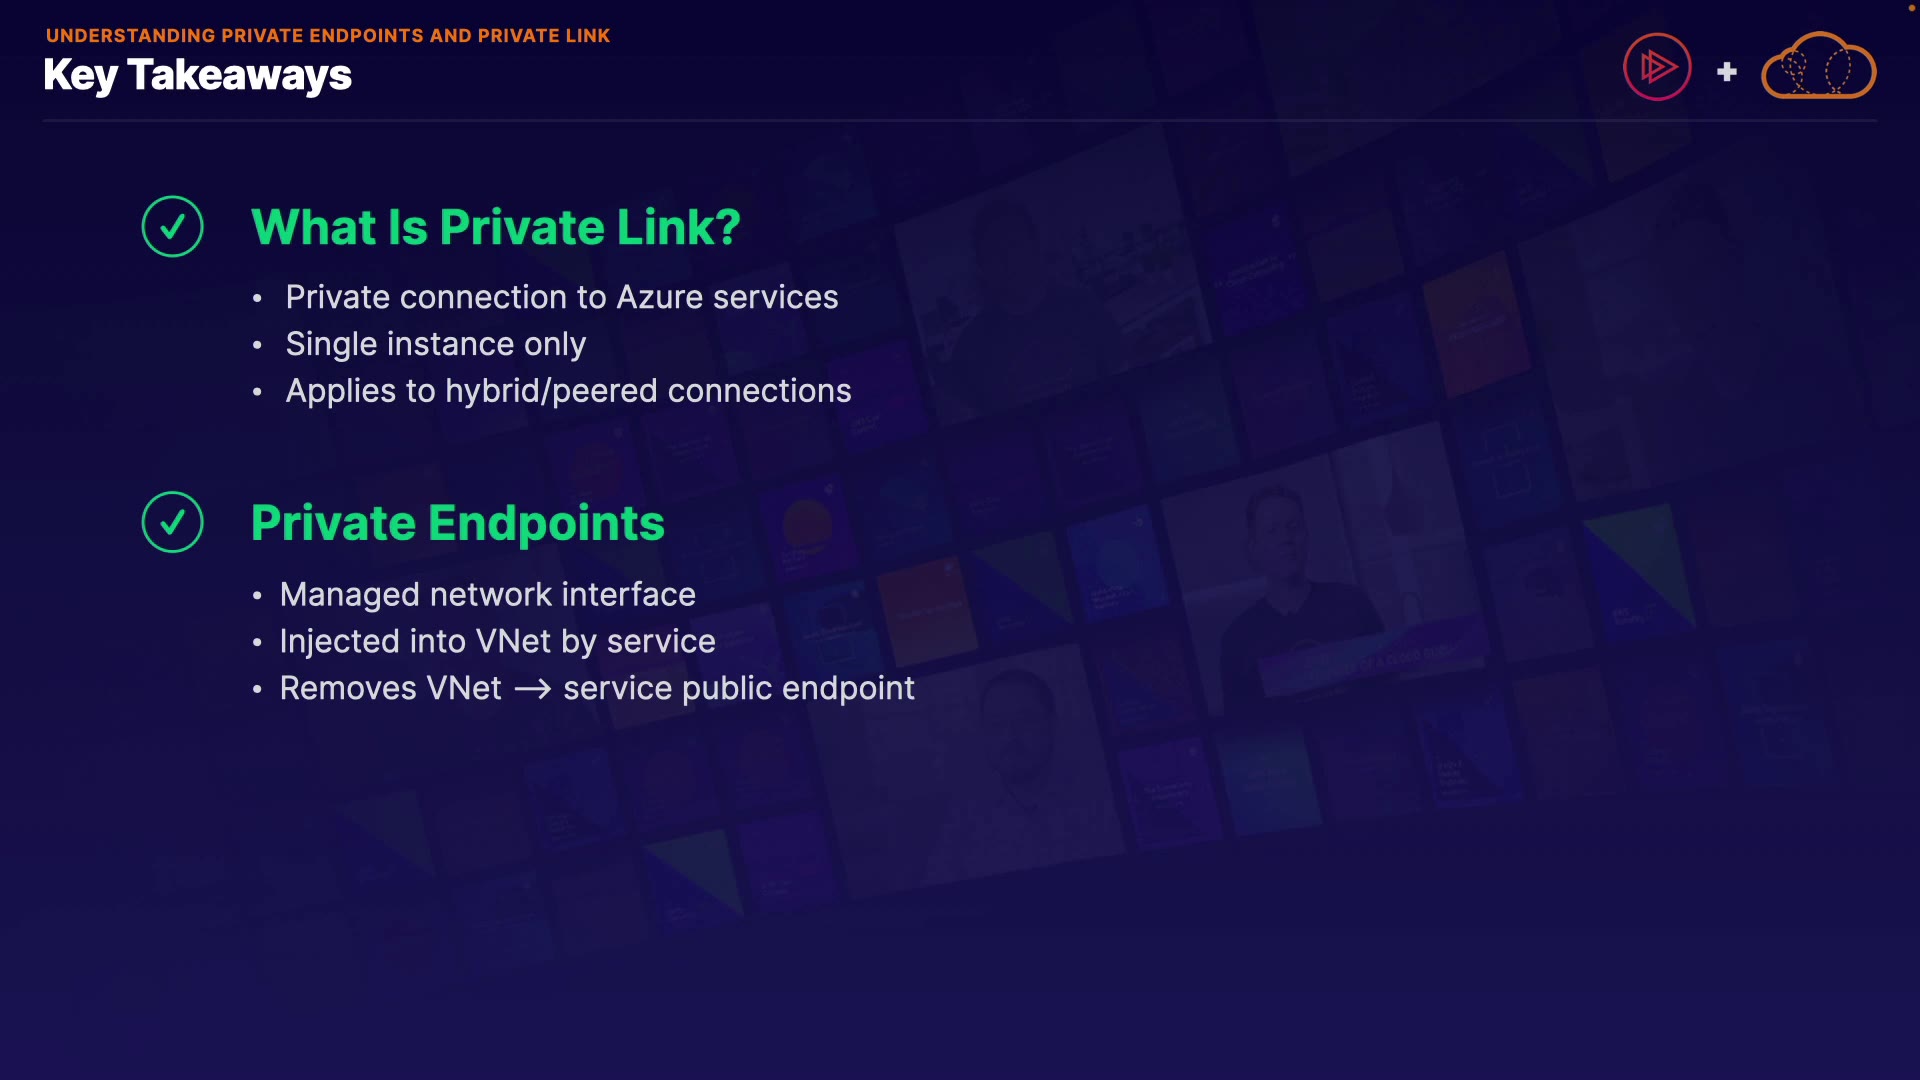 UNDERSTANDING PRIVATE ENDPOINTS AND PRIVATE LINK
Key Takeaways
What Is Private Link?
• Private connection to Azure services
• Single instance only
• Applies to hybrid/peered connections
Private Endpoints
• Managed network interface
• Injected into VNet by service
• Removes VNet → service public endpoint